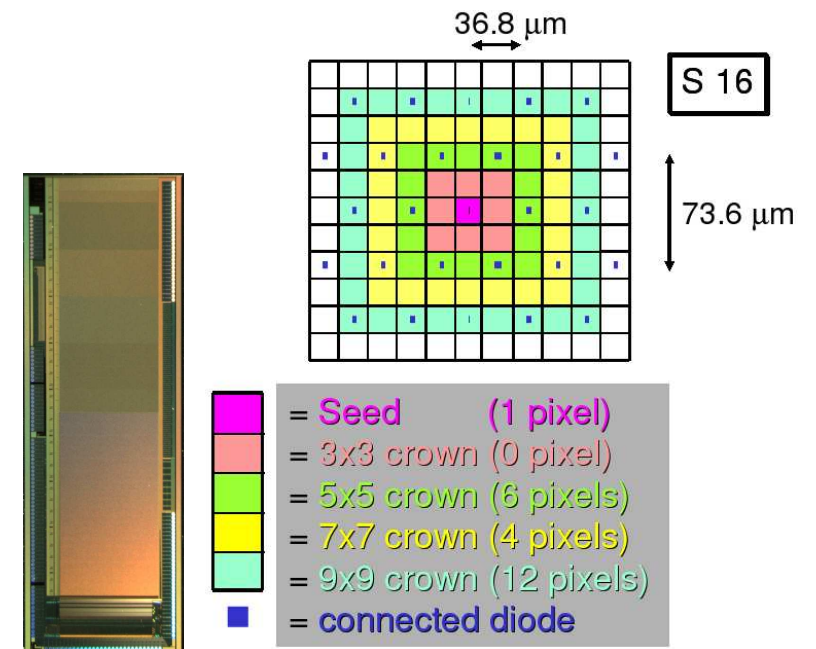 36.8 μm
S 16
73.6 μm
= Seed (1 pixel)
= 3x3 crown (0 pixel)
= 5x5 crown (6 pixels)
= 7x7 crown (4 pixels)
= 9x9 crown (12 pixels)
= connected diode